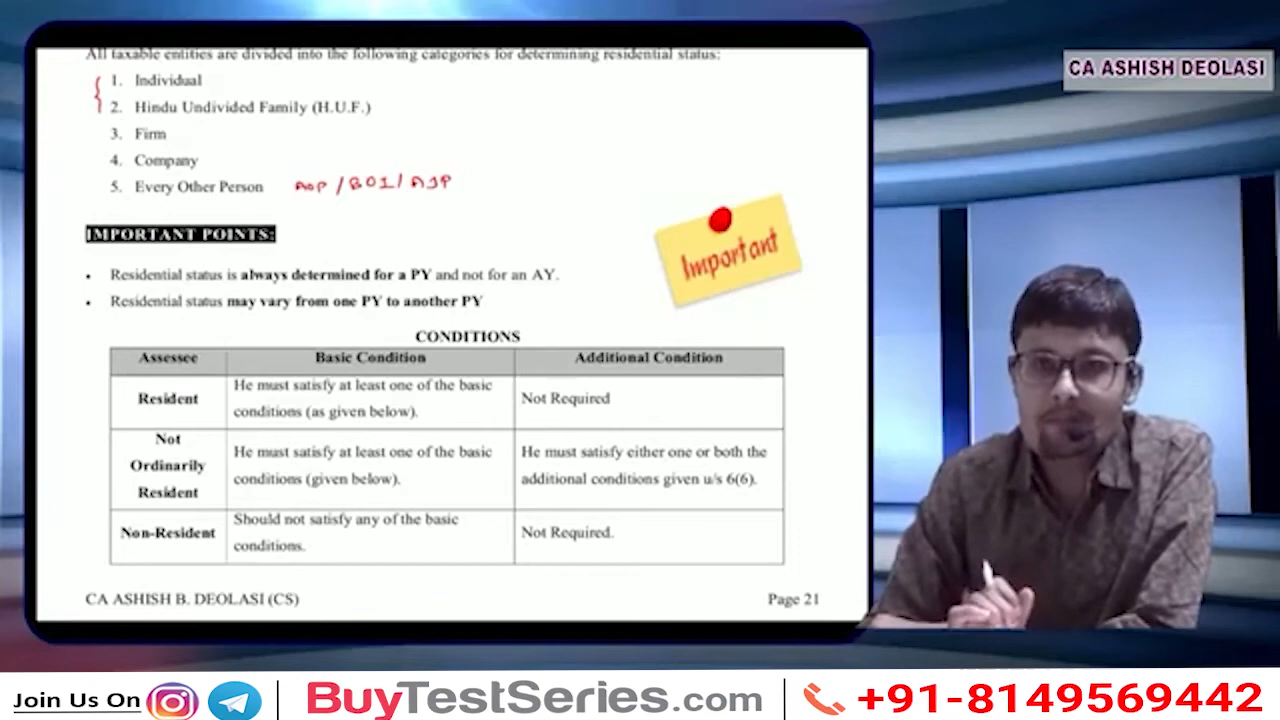 All taxable entities are divided into the following categories for determining residential status:
CA ASHISH DEOLASI
1. Individual
2. Hindu Undivided Family (H.U.F.)
3. Firm
4. Company
5. Every Other Person AOP / BOI / AJP
IMPORTANT POINTS:
Important
• Residential status is always determined for a PY and not for an AY.
• Residential status may vary from one PY to another PY
CONDITIONS
Assessee Basic Condition Additional Condition
Resident
He must satisfy at least one of the basic
conditions (as given below).
Not Required
Not
Ordinarily
Resident
He must satisfy at least one of the basic
conditions (given below).
He must satisfy either one or both the
additional conditions given u/s 6(6).
Non-Resident
Should not satisfy any of the basic
conditions.
Not Required.
CA ASHISH B. DEOLASI (CS) Page 21
Join Us On BuyTestSeries.com +91-8149569442